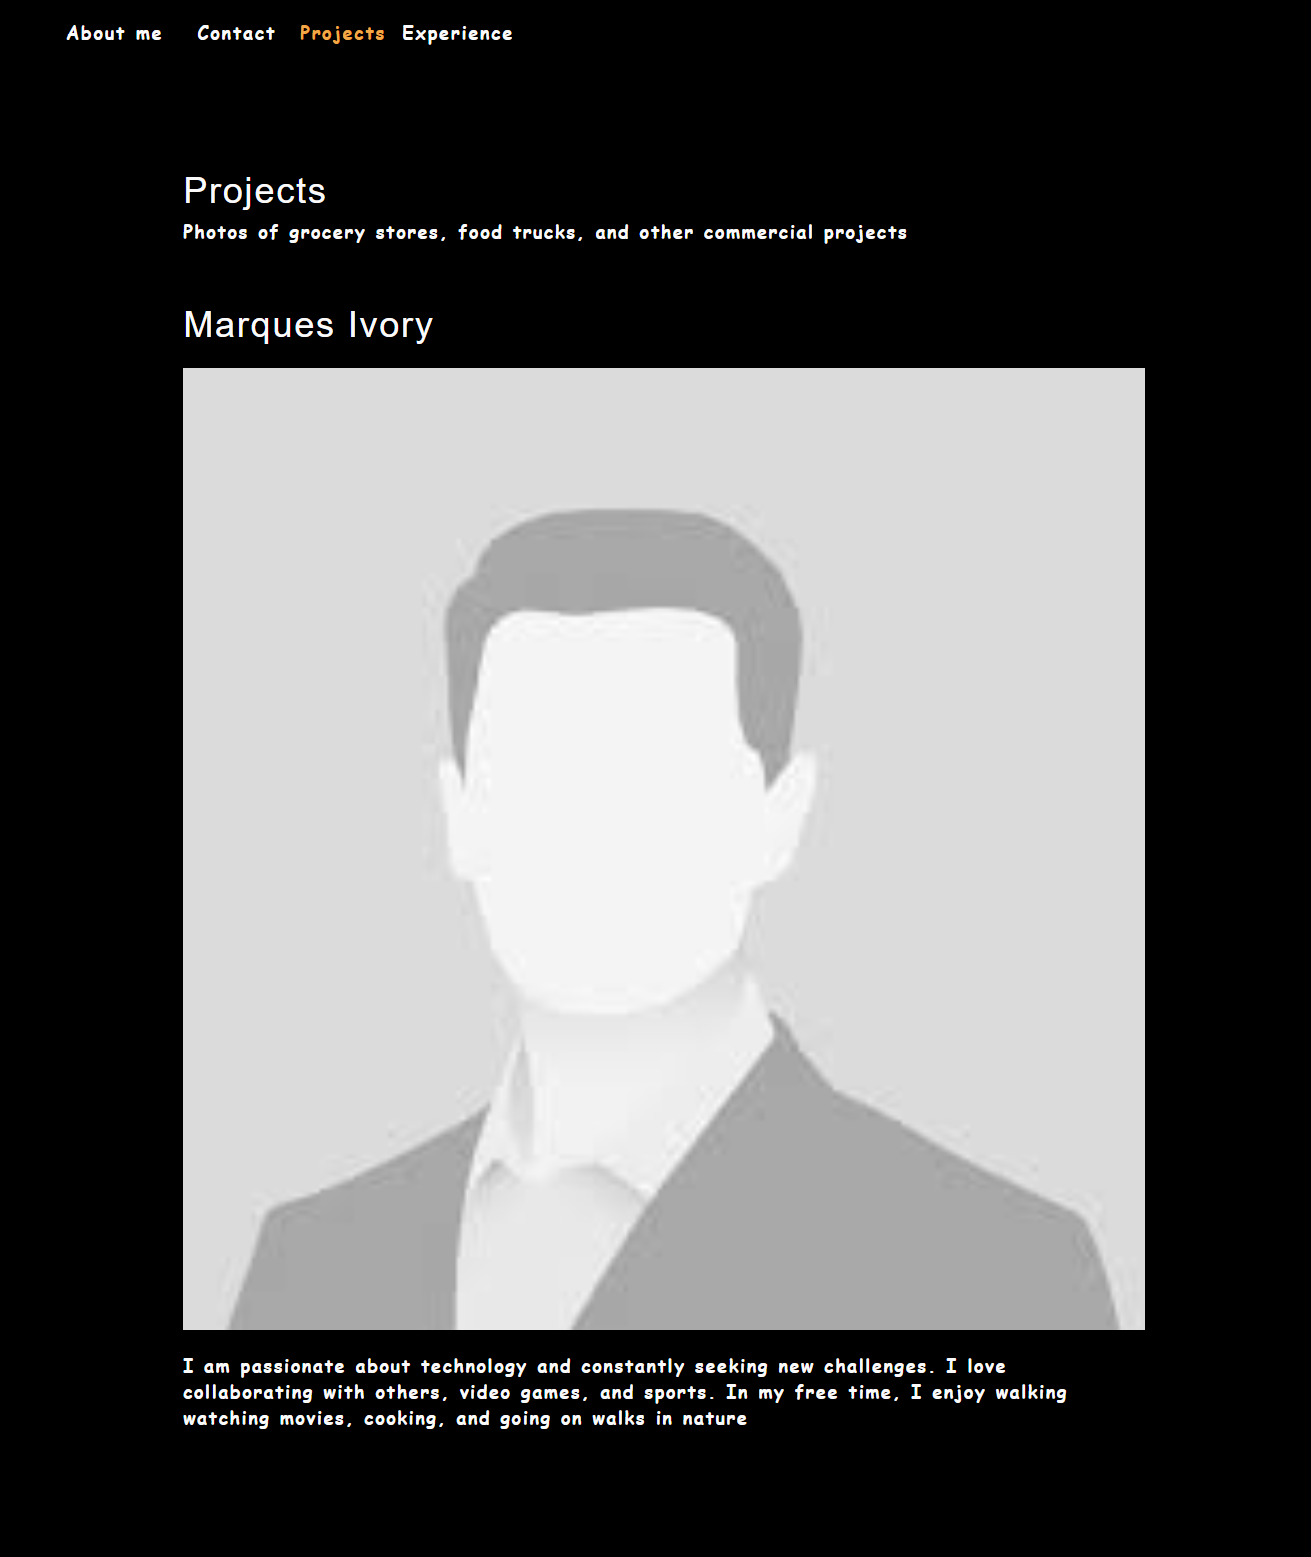 About me Contact Projects Experience
Projects
Photos of grocery stores, food trucks, and other commercial projects
Marques Ivory
I am passionate about technology and constantly seeking new challenges. I love
collaborating with others, video games, and sports. In my free time, I enjoy walking
watching movies, cooking, and going on walks in nature